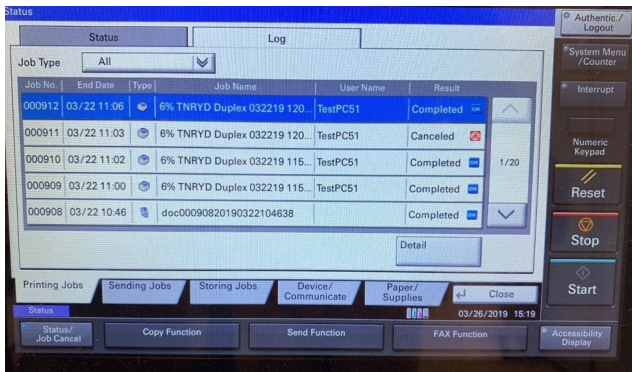 Status
Status
Log
Job Type
All
Job No. End Date Type Job Name User Name Result
000912 03/22 11:06 6% TNRYD Duplex 032219 120... TestPC51 Completed OK
000911 03/22 11:03 6% TNRYD Duplex 032219 120... TestPC51 Canceled
000910 03/22 11:02 6% TNRYD Duplex 032219 115... TestPC51 Completed OK
000909 03/22 11:00 6% TNRYD Duplex 032219 115... TestPC51 Completed OK
000908 03/22 10:46 doc00090820190322104638 Completed OK
1/20
Detail
Printing Jobs
Sending Jobs
Storing Jobs
Device/
Communicate
Paper/
Supplies
Close
Status
03/26/2019 15:19
Status/
Job Cancel
Copy Function
Send Function
FAX Function
Authentic./
Logout
System Menu
/Counter
Interrupt
Numeric
Keypad
Reset
Stop
Start
Accessibility
Display